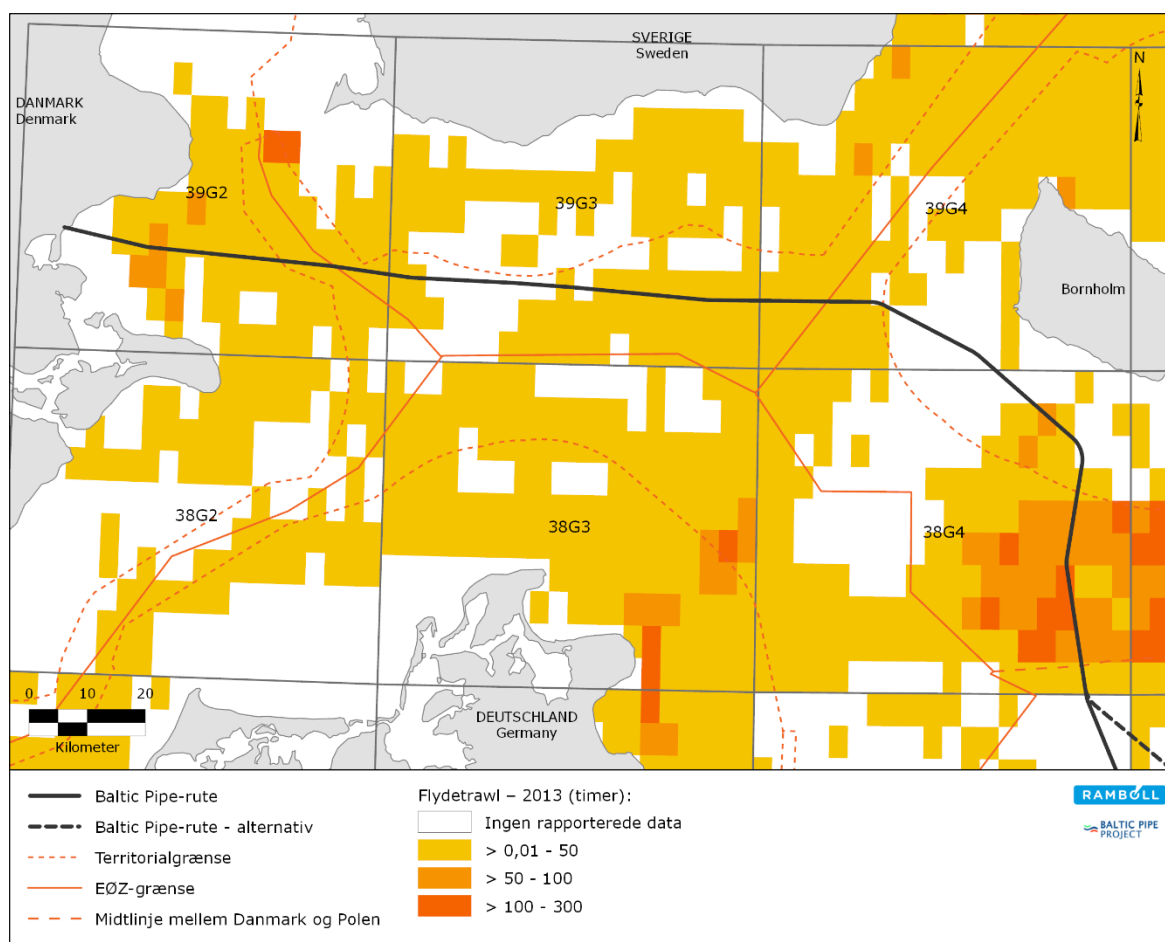 SVERIGE
Sweden
DANMARK
Denmark
N
39G2
39G3
39G4
Bornholm
38G2
38G3
38G4
0 10 20
Kilometer
DEUTSCHLAND
Germany
Baltic Pipe-rute
Baltic Pipe-rute - alternativ
Territorialgrænse
EØZ-grænse
Midtlinje mellem Danmark og Polen
Flydetrawl – 2013 (timer):
Ingen rapporterede data
> 0,01 - 50
> 50 - 100
> 100 - 300
RAMBOLL
BALTIC PIPE
PROJECT